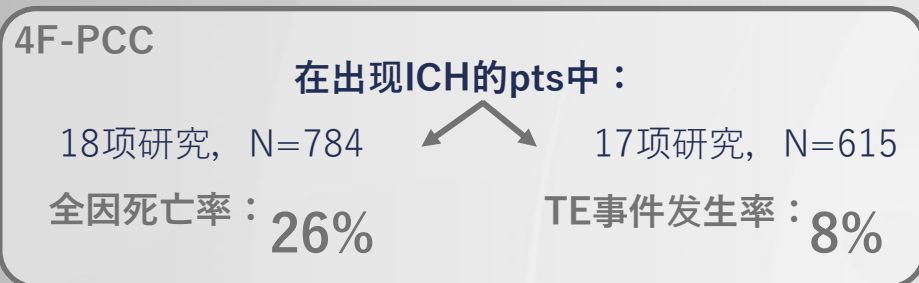 4F-PCC
在出现ICH的pts中：
18项研究，N=784
17项研究，N=615
全因死亡率：26%
TE事件发生率：8%